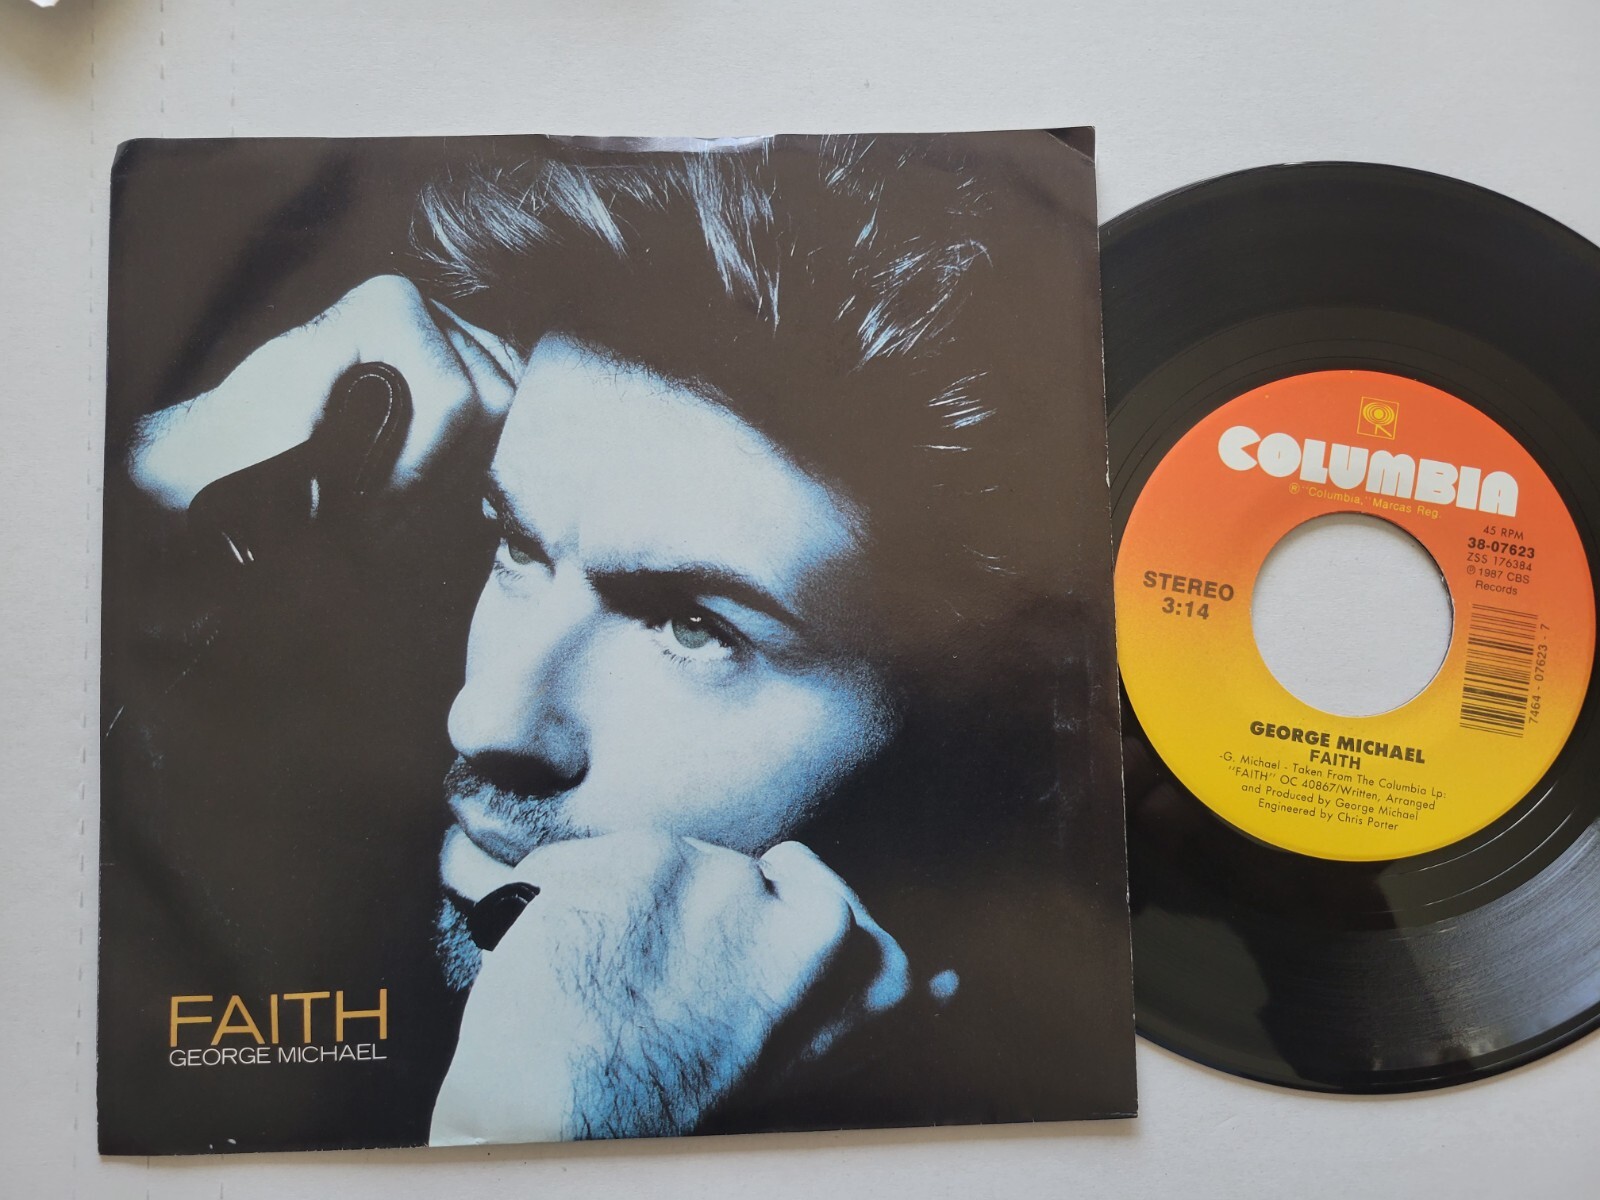 FAITH
GEORGE MICHAEL
COLUMBIA
® "Columbia," Marcas Reg.
45 RPM
38-07623
ZSS 176384
℗ 1987 CBS
Records
STEREO
3:14
7464-07623-7
GEORGE MICHAEL
FAITH
-G. Michael - Taken From The Columbia Lp:
"FAITH" OC 40867/Written, Arranged
and Produced by George Michael
Engineered by Chris Porter